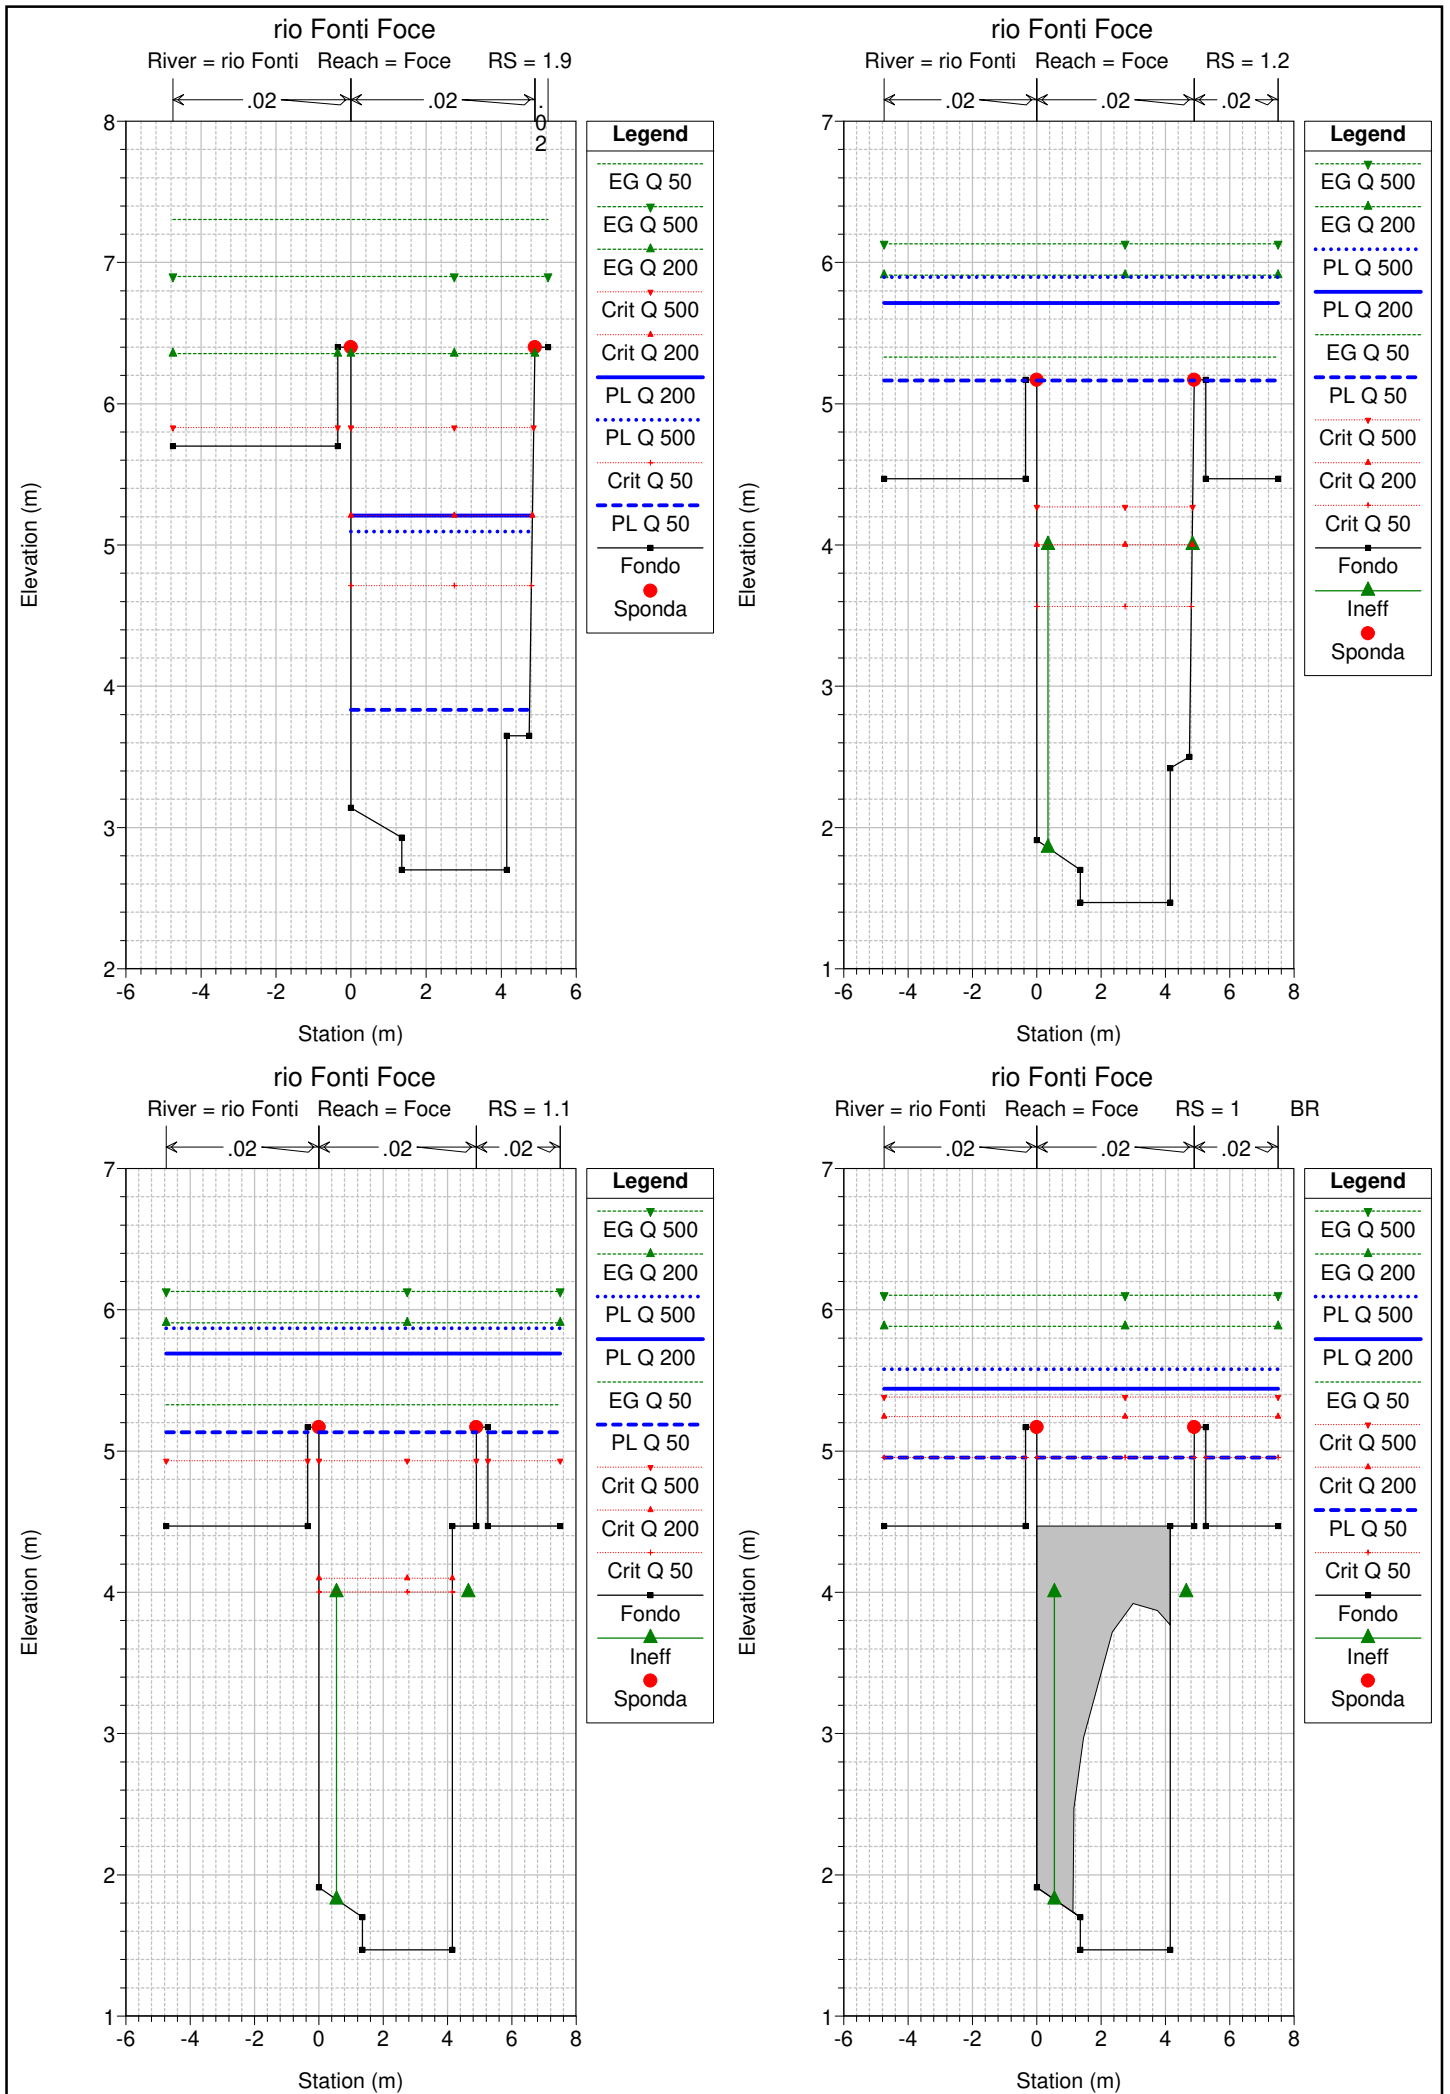 rio Fonti Foce
River = rio Fonti Reach = Foce RS = 1.9
.02 .02 .02
8
7
6
5
4
3
2
-6 -4 -2 0 2 4 6
Station (m)
Elevation (m)
Legend
EG Q 50
EG Q 500
EG Q 200
Crit Q 500
Crit Q 200
PL Q 200
PL Q 500
Crit Q 50
PL Q 50
Fondo
Sponda
rio Fonti Foce
River = rio Fonti Reach = Foce RS = 1.2
.02 .02 .02
7
6
5
4
3
2
1
-6 -4 -2 0 2 4 6 8
Station (m)
Elevation (m)
Legend
EG Q 500
EG Q 200
PL Q 500
PL Q 200
EG Q 50
PL Q 50
Crit Q 500
Crit Q 200
Crit Q 50
Fondo
Ineff
Sponda
rio Fonti Foce
River = rio Fonti Reach = Foce RS = 1.1
.02 .02 .02
7
6
5
4
3
2
1
-6 -4 -2 0 2 4 6 8
Station (m)
Elevation (m)
Legend
EG Q 500
EG Q 200
PL Q 500
PL Q 200
EG Q 50
PL Q 50
Crit Q 500
Crit Q 200
Crit Q 50
Fondo
Ineff
Sponda
rio Fonti Foce
River = rio Fonti Reach = Foce RS = 1 BR
.02 .02 .02
7
6
5
4
3
2
1
-6 -4 -2 0 2 4 6 8
Station (m)
Elevation (m)
Legend
EG Q 500
EG Q 200
PL Q 500
PL Q 200
EG Q 50
Crit Q 500
Crit Q 200
PL Q 50
Crit Q 50
Fondo
Ineff
Sponda